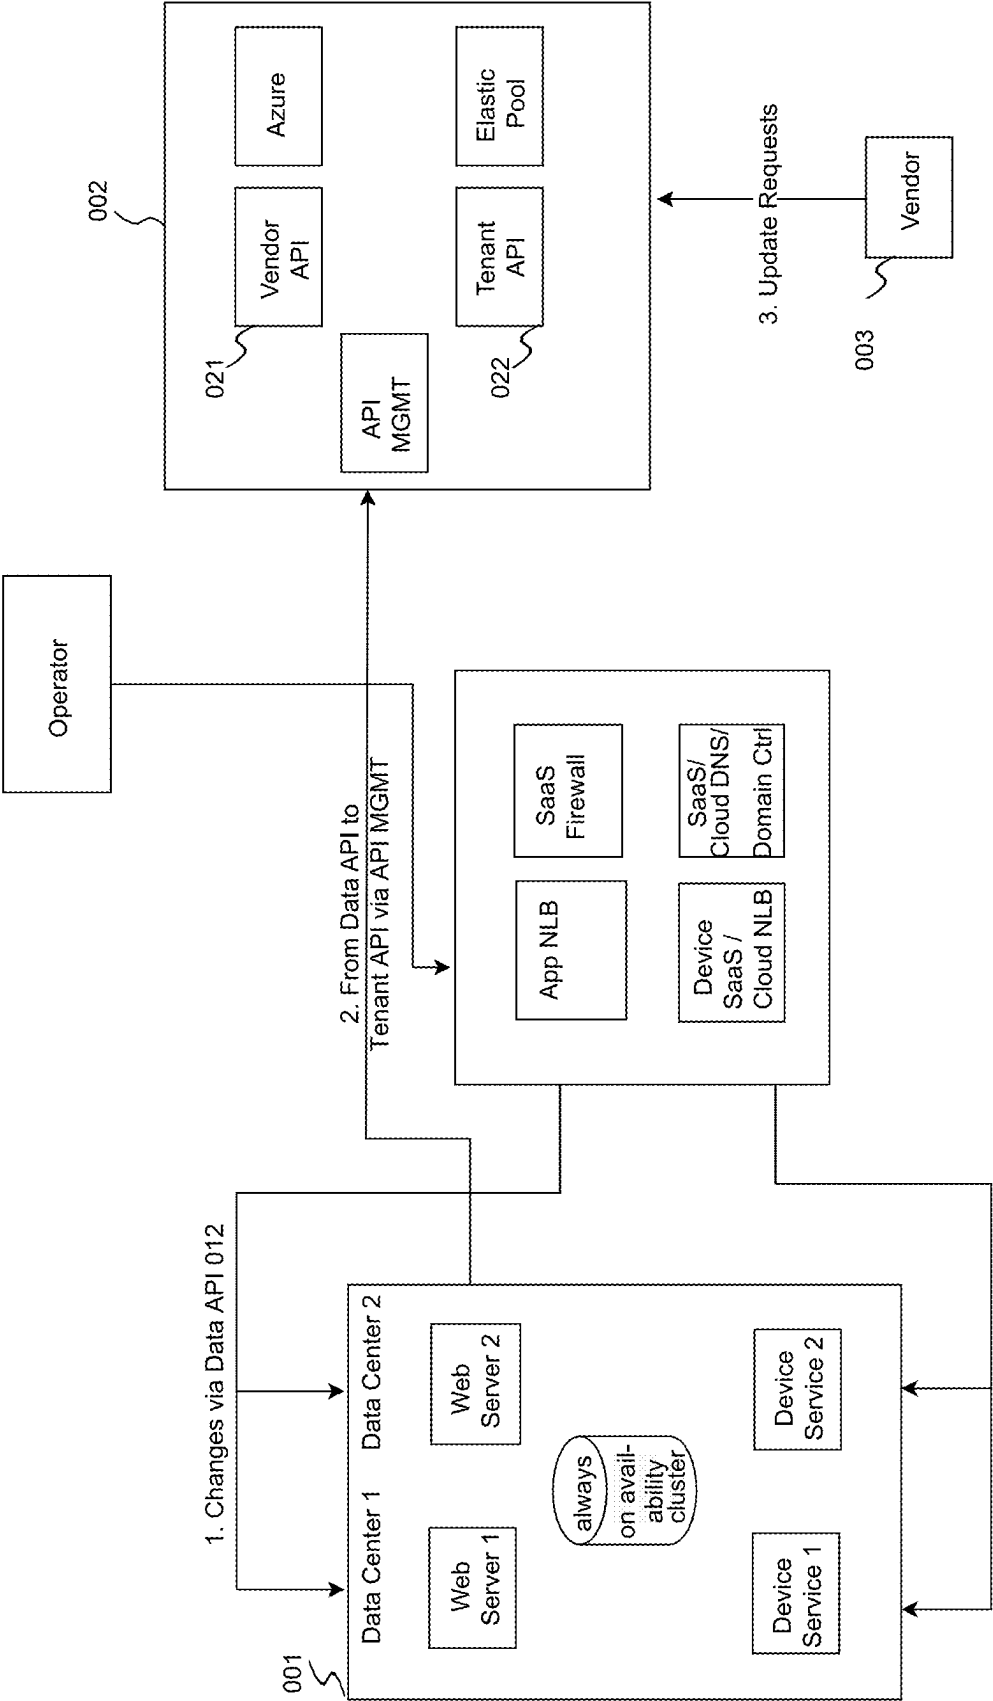 001
Data Center 1
Data Center 2
Web
Server 1
Web
Server 2
always
on avail-
ability
cluster
Device
Service 1
Device
Service 2
1. Changes via Data API 012
2. From Data API to
Tenant API via API MGMT
Operator
App NLB
SaaS
Firewall
Device
SaaS /
Cloud NLB
SaaS/
Cloud DNS/
Domain Ctrl
002
API
MGMT
021
Vendor
API
Azure
022
Tenant
API
Elastic
Pool
3. Update Requests
Vendor
003